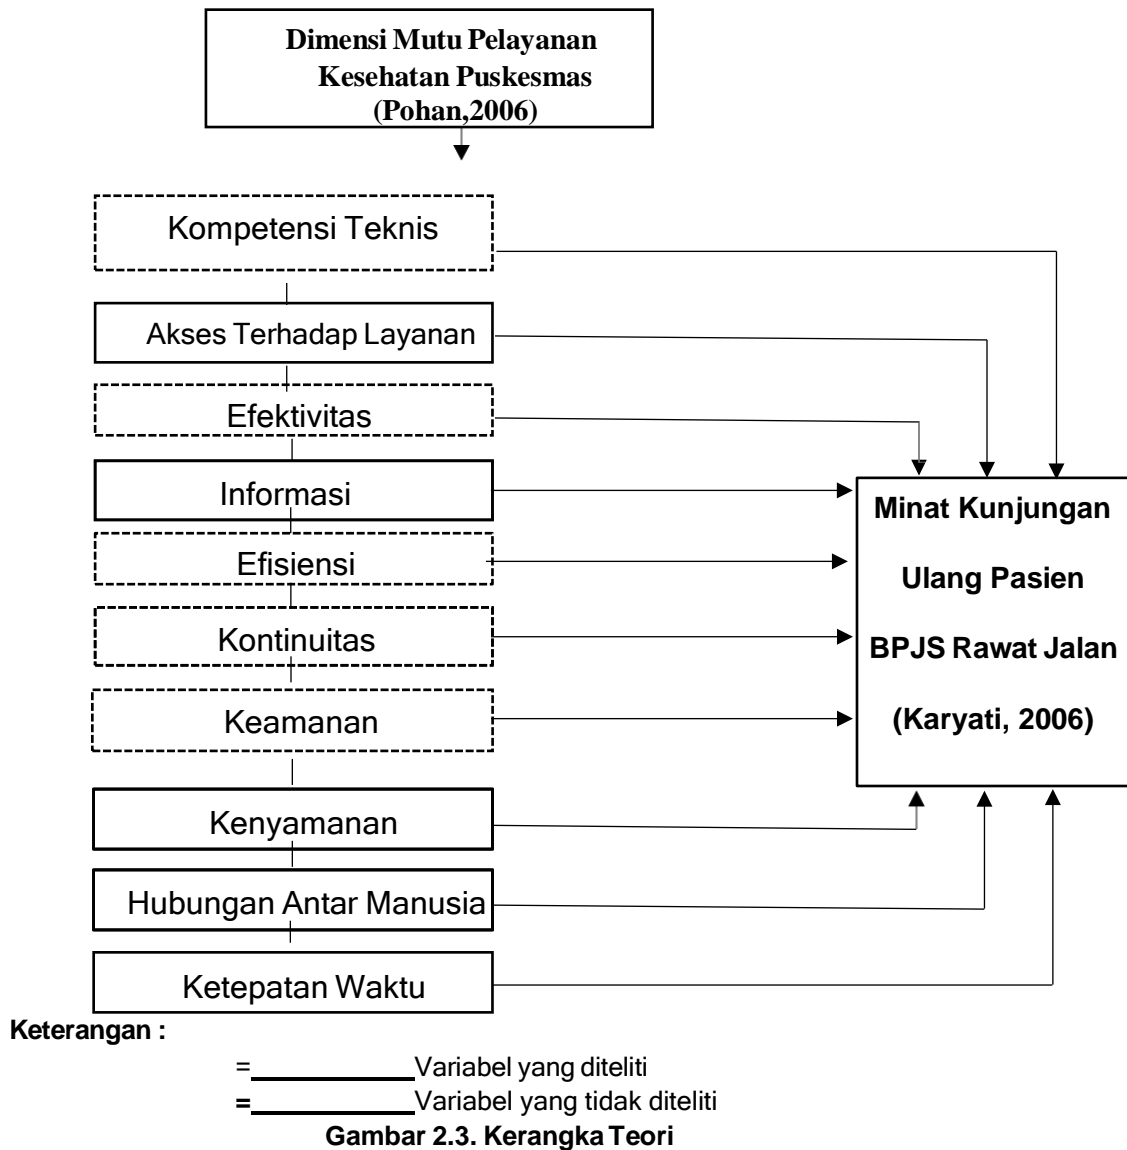 Dimensi Mutu Pelayanan
Kesehatan Puskesmas
(Pohan,2006)
Kompetensi Teknis
Akses Terhadap Layanan
Efektivitas
Informasi
Efisiensi
Kontinuitas
Keamanan
Kenyamanan
Hubungan Antar Manusia
Ketepatan Waktu
Minat Kunjungan
Ulang Pasien
BPJS Rawat Jalan
(Karyati, 2006)
Keterangan :
=____________Variabel yang diteliti
=____________Variabel yang tidak diteliti
Gambar 2.3. Kerangka Teori